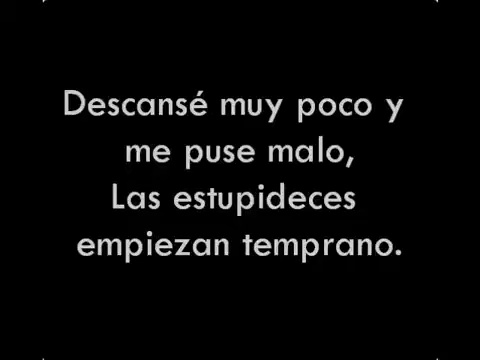 Descansé muy poco y
me puse malo,
Las estupideces
empiezan temprano.